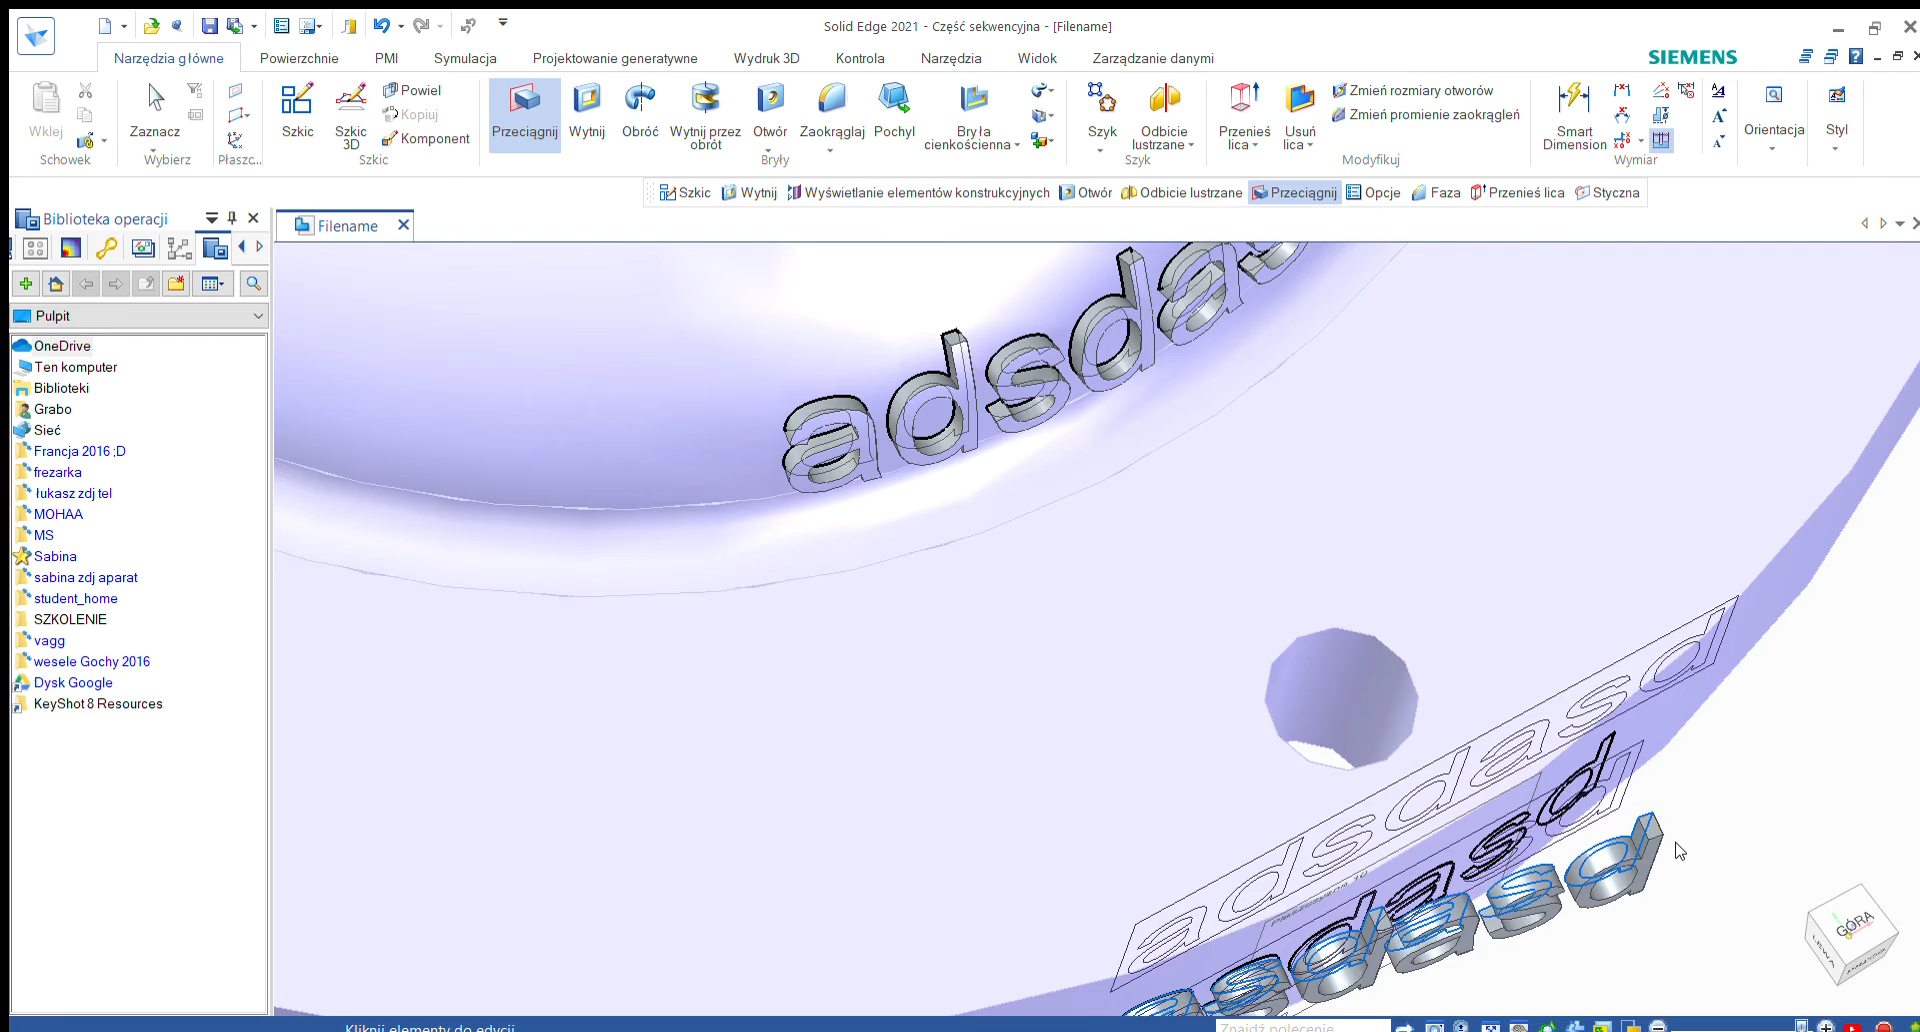 Solid Edge 2021 - Część sekwencyjna - [Filename]
Narzędzia główne Powierzchnie PMI Symulacja Projektowanie generatywne Wydruk 3D Kontrola Narzędzia Widok Zarządzanie danymi SIEMENS
Wklej
Schowek
Zaznacz
Wybierz
Płaszc...
Szkic
Szkic 3D
Powiel
Kopiuj
Komponent
Szkic
Przeciągnij
Wytnij
Obróć
Wytnij przez obrót
Otwór
Zaokrąglaj
Pochyl
Bryła cienkościenna
Bryły
Szyk
Odbicie lustrzane
Szyk
Przenieś lica
Usuń lica
Zmień rozmiary otworów
Zmień promienie zaokrągleń
Modyfikuj
Smart Dimension
Wymiar
Orientacja
Styl
Szkic Wytnij Wyświetlanie elementów konstrukcyjnych Otwór Odbicie lustrzane Przeciągnij Opcje Faza Przenieś lica Styczna
Biblioteka operacji
Filename
Pulpit
OneDrive
Ten komputer
Biblioteki
Grabo
Sieć
Francja 2016 ;D
frezarka
łukasz zdj tel
MOHAA
MS
Sabina
sabina zdj aparat
student_home
SZKOLENIE
vagg
wesele Gochy 2016
Dysk Google
KeyShot 8 Resources
adsdas
adsdasd
asdasd
GÓRA
LEWA
Kliknij elementy do edycji
Znajdź polecenie